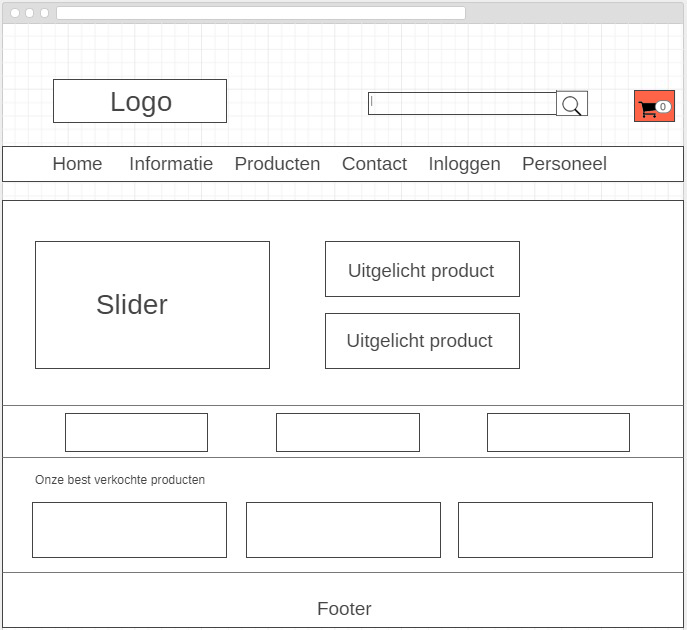 Logo
0
Home Informatie Producten Contact Inloggen Personeel
Slider
Uitgelicht product
Uitgelicht product
Onze best verkochte producten
Footer